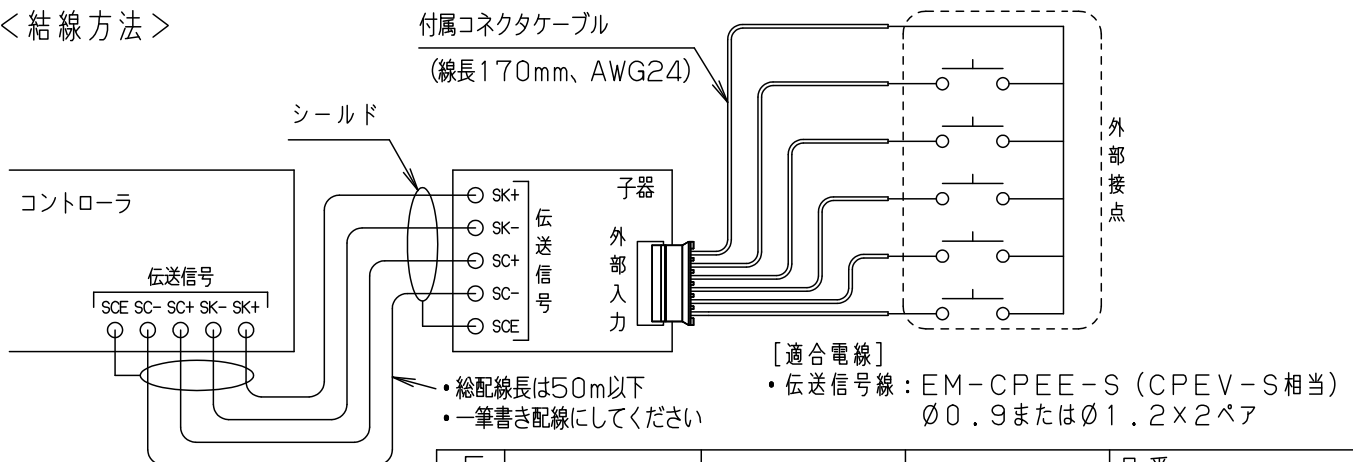 ＜結線方法＞
付属コネクタケーブル
(線長170mm、AWG24)
シールド
コントローラ
伝送信号
SCE SC- SC+ SK- SK+
子器
SK+
SK-
SC+
SC-
SCE
伝送信号
外部入力
外部接点
・総配線長は50m以下
・一筆書き配線にしてください
[適合電線]
・伝送信号線：EM-CPEE-S (CPEV-S相当)
Ø0.9またはØ1.2×2ペア